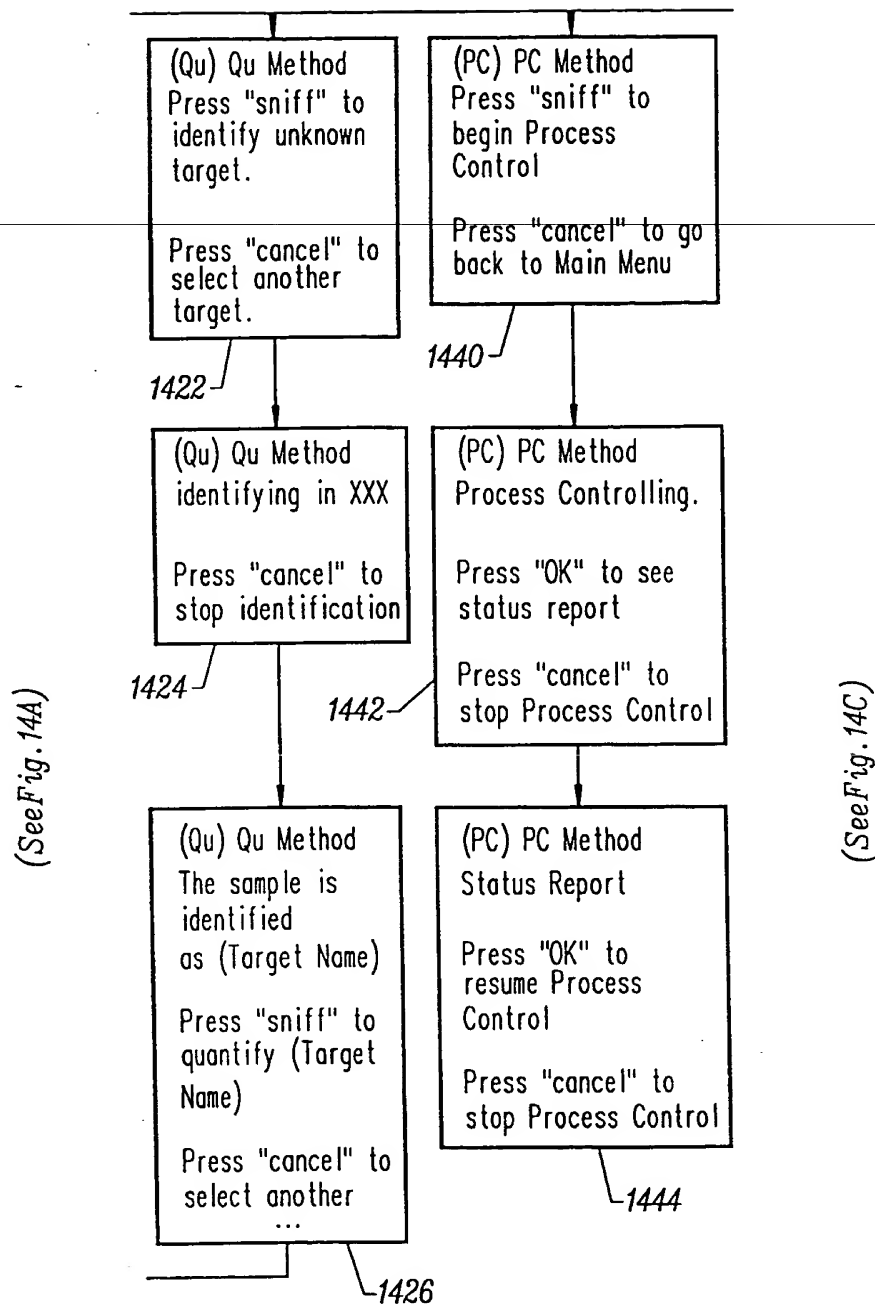 (Qu) Qu Method
Press "sniff" to
identify unknown
target.
Press "cancel" to
select another
target.
1422
(PC) PC Method
Press "sniff" to
begin Process
Control
Press "cancel" to go
back to Main Menu
1440
(Qu) Qu Method
identifying in XXX
Press "cancel" to
stop identification
1424
(PC) PC Method
Process Controlling.
Press "OK" to see
status report
Press "cancel" to
stop Process Control
1442
(SeeFig.14A)
(SeeFig.14C)
(Qu) Qu Method
The sample is
identified
as (Target Name)
Press "sniff" to
quantify (Target
Name)
Press "cancel" to
select another
...
1426
(PC) PC Method
Status Report
Press "OK" to
resume Process
Control
Press "cancel" to
stop Process Control
1444